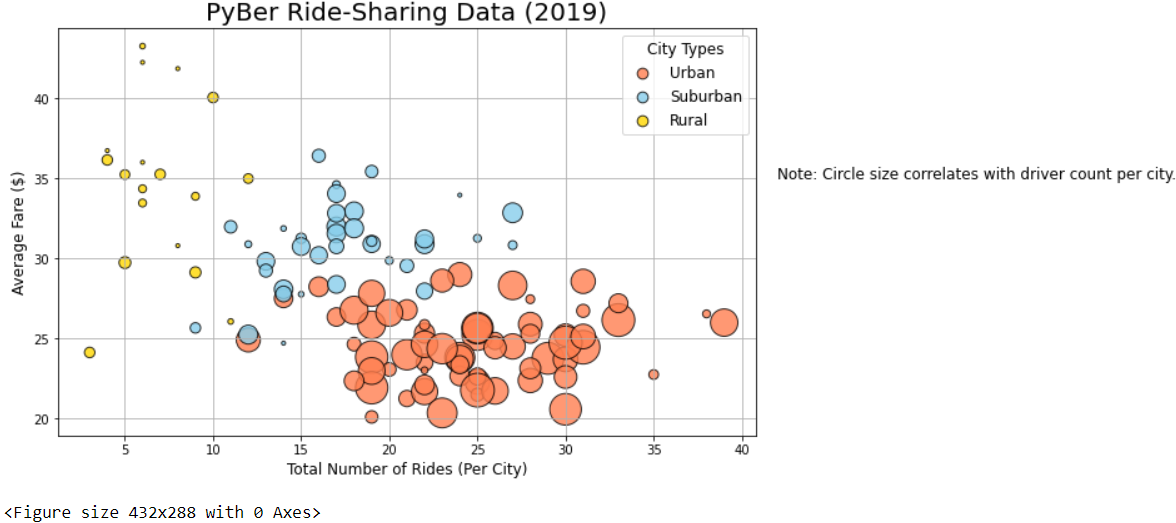 PyBer Ride-Sharing Data (2019)
City Types
Urban
Suburban
Rural
40
35
30
25
20
Average Fare ($)
Note: Circle size correlates with driver count per city.
5 10 15 20 25 30 35 40
Total Number of Rides (Per City)
<Figure size 432x288 with 0 Axes>